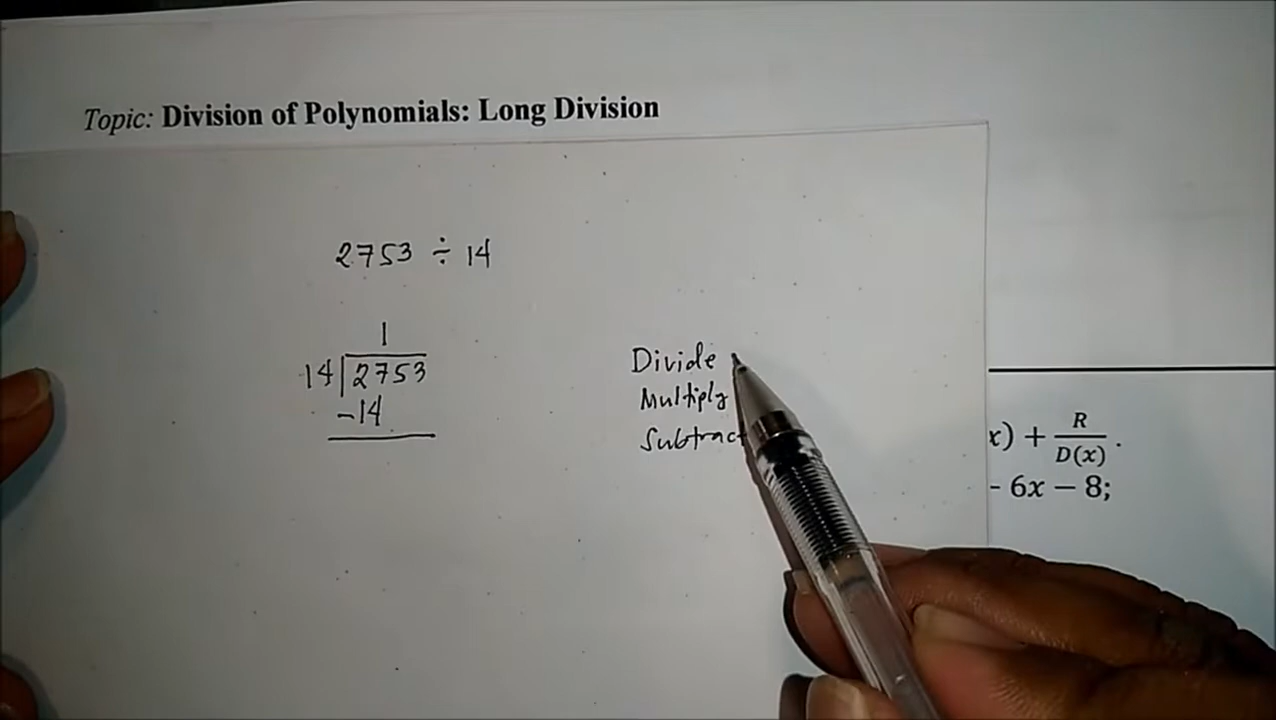 Topic: Division of Polynomials: Long Division
2753 ÷ 14
1
14 2753
-14
Divide
Multiply
Subtract
x) + R/D(x) .
- 6x − 8;